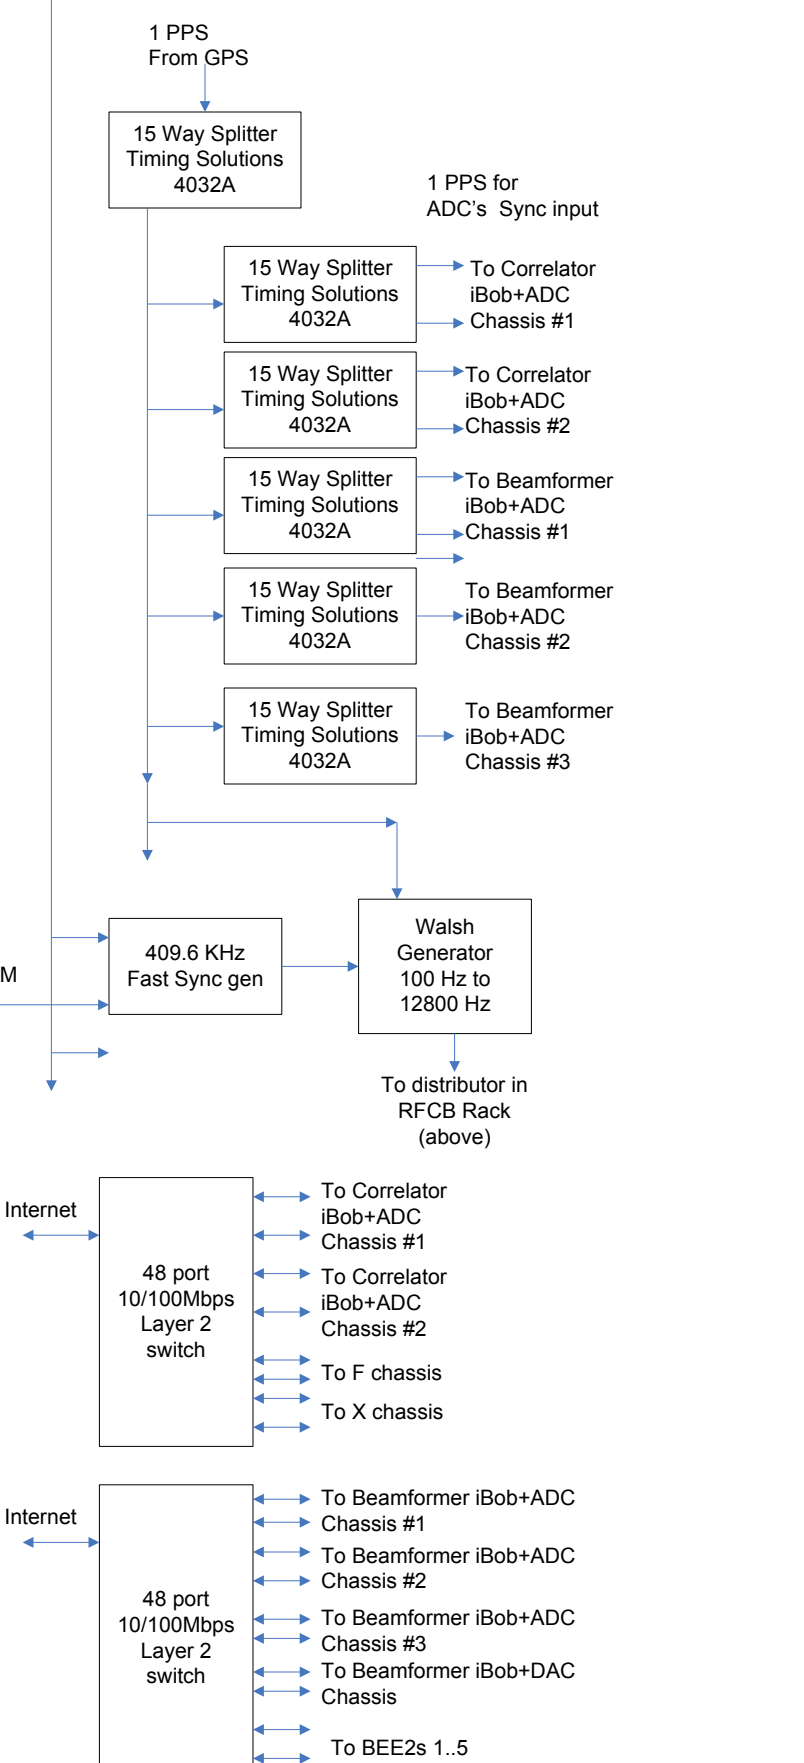 1 PPS
From GPS
15 Way Splitter
Timing Solutions
4032A
1 PPS for
ADC's Sync input
15 Way Splitter
Timing Solutions
4032A
To Correlator
iBob+ADC
Chassis #1
15 Way Splitter
Timing Solutions
4032A
To Correlator
iBob+ADC
Chassis #2
15 Way Splitter
Timing Solutions
4032A
To Beamformer
iBob+ADC
Chassis #1
15 Way Splitter
Timing Solutions
4032A
To Beamformer
iBob+ADC
Chassis #2
15 Way Splitter
Timing Solutions
4032A
To Beamformer
iBob+ADC
Chassis #3
M
409.6 KHz
Fast Sync gen
Walsh
Generator
100 Hz to
12800 Hz
To distributor in
RFCB Rack
(above)
Internet
48 port
10/100Mbps
Layer 2
switch
To Correlator
iBob+ADC
Chassis #1
To Correlator
iBob+ADC
Chassis #2
To F chassis
To X chassis
Internet
48 port
10/100Mbps
Layer 2
switch
To Beamformer iBob+ADC
Chassis #1
To Beamformer iBob+ADC
Chassis #2
To Beamformer iBob+ADC
Chassis #3
To Beamformer iBob+DAC
Chassis
To BEE2s 1..5